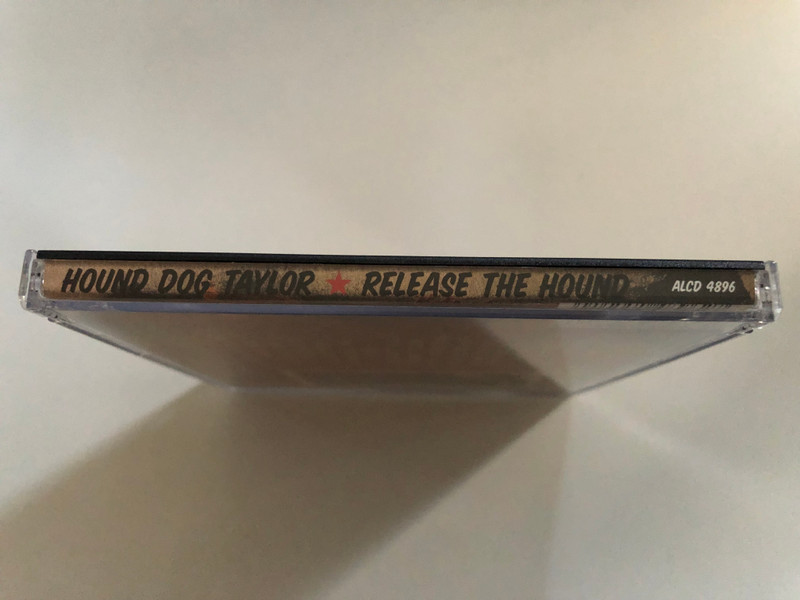 HOUND DOG TAYLOR ★ RELEASE THE HOUND ALCD 4896